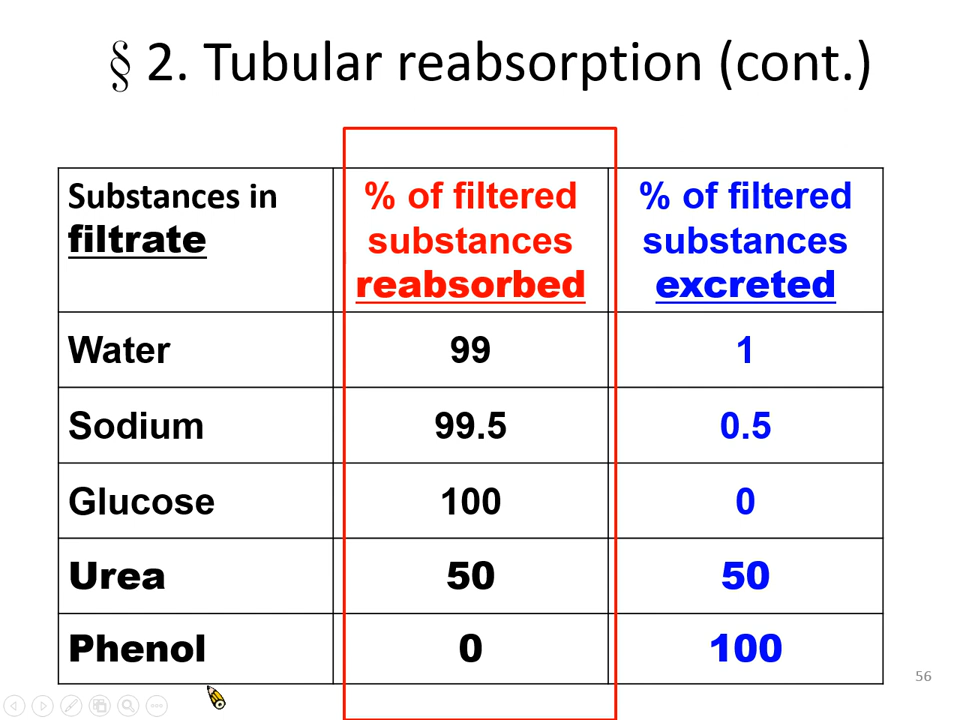 § 2. Tubular reabsorption (cont.)
Substances in
filtrate
% of filtered
substances
reabsorbed
% of filtered
substances
excreted
Water 99 1
Sodium 99.5 0.5
Glucose 100 0
Urea 50 50
Phenol 0 100
56